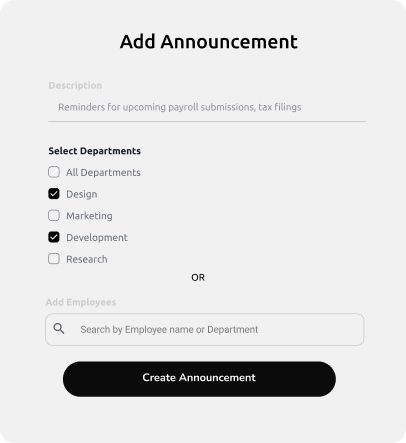 Add Announcement
Description
Reminders for upcoming payroll submissions, tax filings
Select Departments
All Departments
Design
Marketing
Development
Research
OR
Add Employees
Search by Employee name or Department
Create Announcement